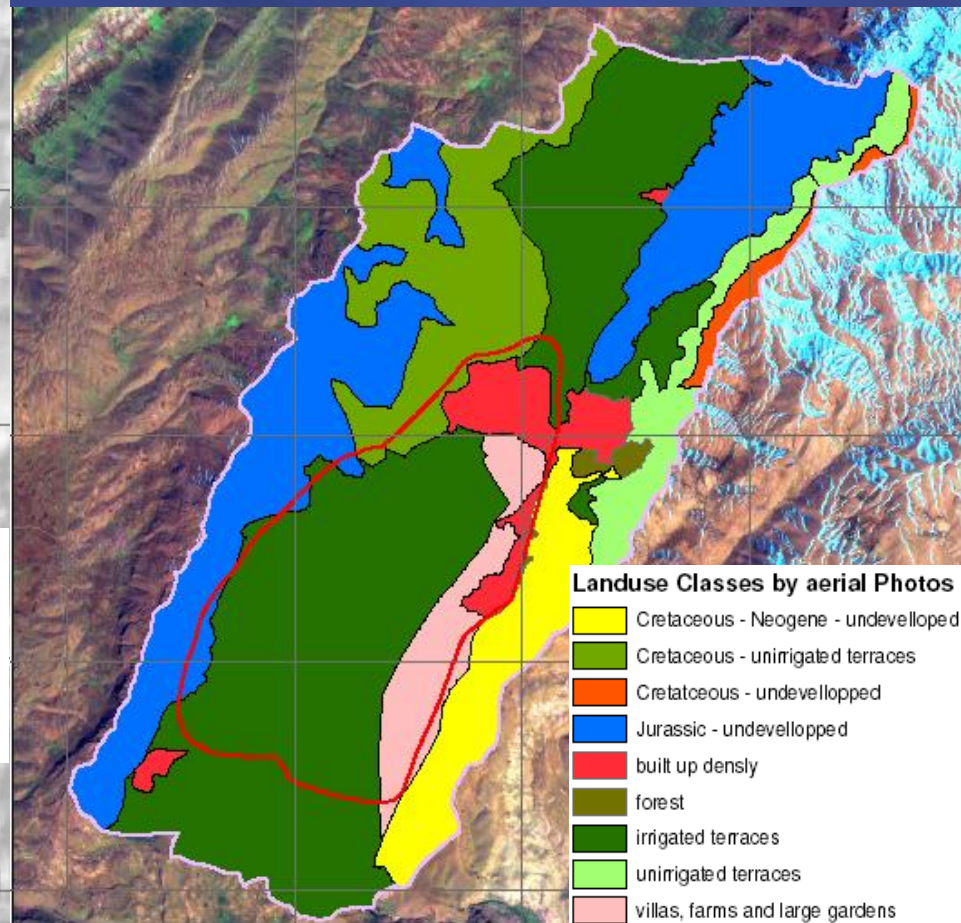 Landuse Classes by aerial Photos
Cretaceous - Neogene - undevelloped
Cretaceous - unirrigated terraces
Cretatceous - undevellopped
Jurassic - undevellopped
built up densly
forest
irrigated terraces
unirrigated terraces
villas, farms and large gardens